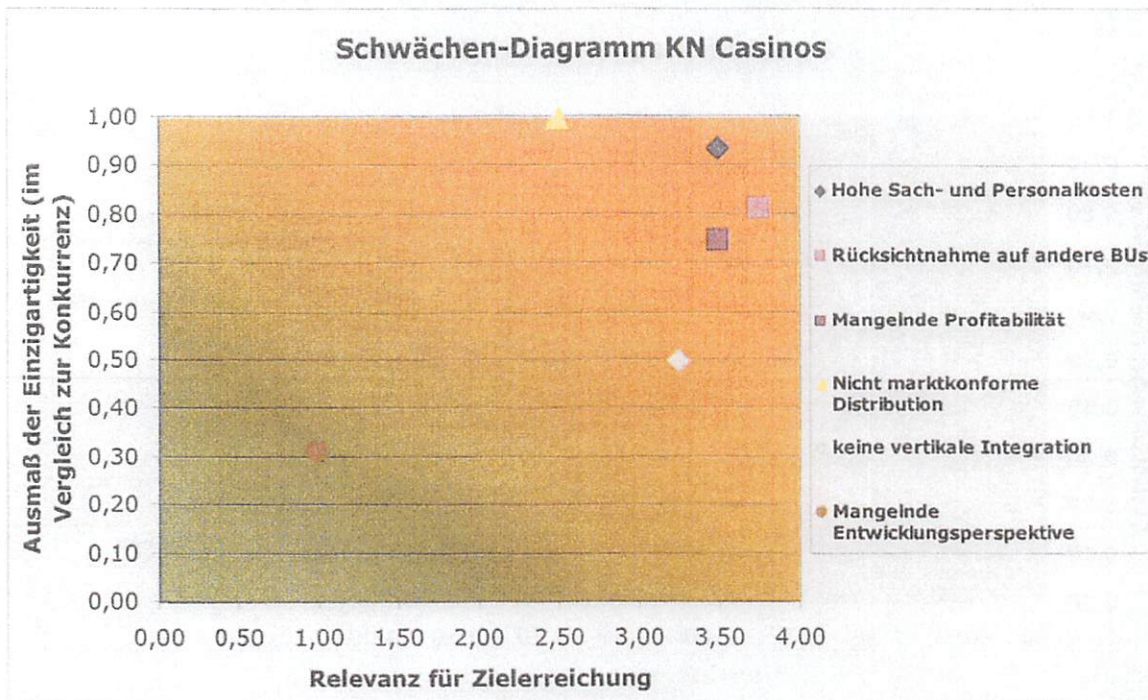 Schwächen-Diagramm KN Casinos
Ausmaß der Einzigartigkeit (im
Vergleich zur Konkurrenz)
1,00
0,90
0,80
0,70
0,60
0,50
0,40
0,30
0,20
0,10
0,00
0,00 0,50 1,00 1,50 2,00 2,50 3,00 3,50 4,00
Relevanz für Zielerreichung
Hohe Sach- und Personalkosten
Rücksichtnahme auf andere BUs
Mangelnde Profitabilität
Nicht marktkonforme
Distribution
keine vertikale Integration
Mangelnde
Entwicklungsperspektive